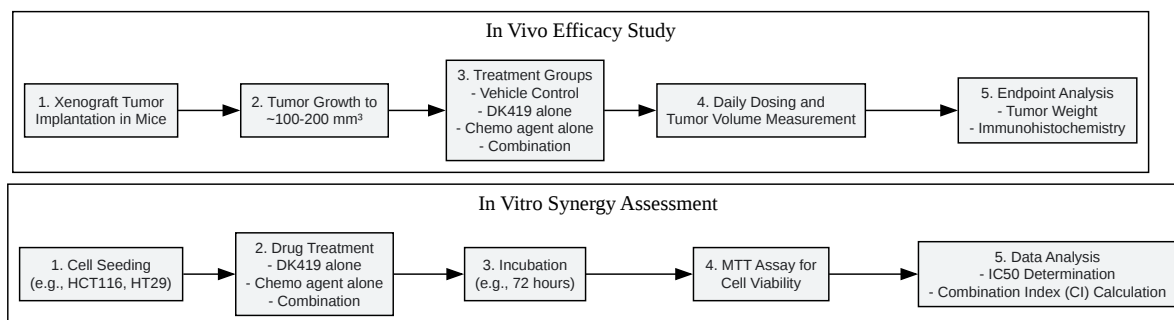 In Vivo Efficacy Study
1. Xenograft Tumor
Implantation in Mice
2. Tumor Growth to
~100-200 mm³
3. Treatment Groups
- Vehicle Control
- DK419 alone
- Chemo agent alone
- Combination
4. Daily Dosing and
Tumor Volume Measurement
5. Endpoint Analysis
- Tumor Weight
- Immunohistochemistry
In Vitro Synergy Assessment
1. Cell Seeding
(e.g., HCT116, HT29)
2. Drug Treatment
- DK419 alone
- Chemo agent alone
- Combination
3. Incubation
(e.g., 72 hours)
4. MTT Assay for
Cell Viability
5. Data Analysis
- IC50 Determination
- Combination Index (CI) Calculation